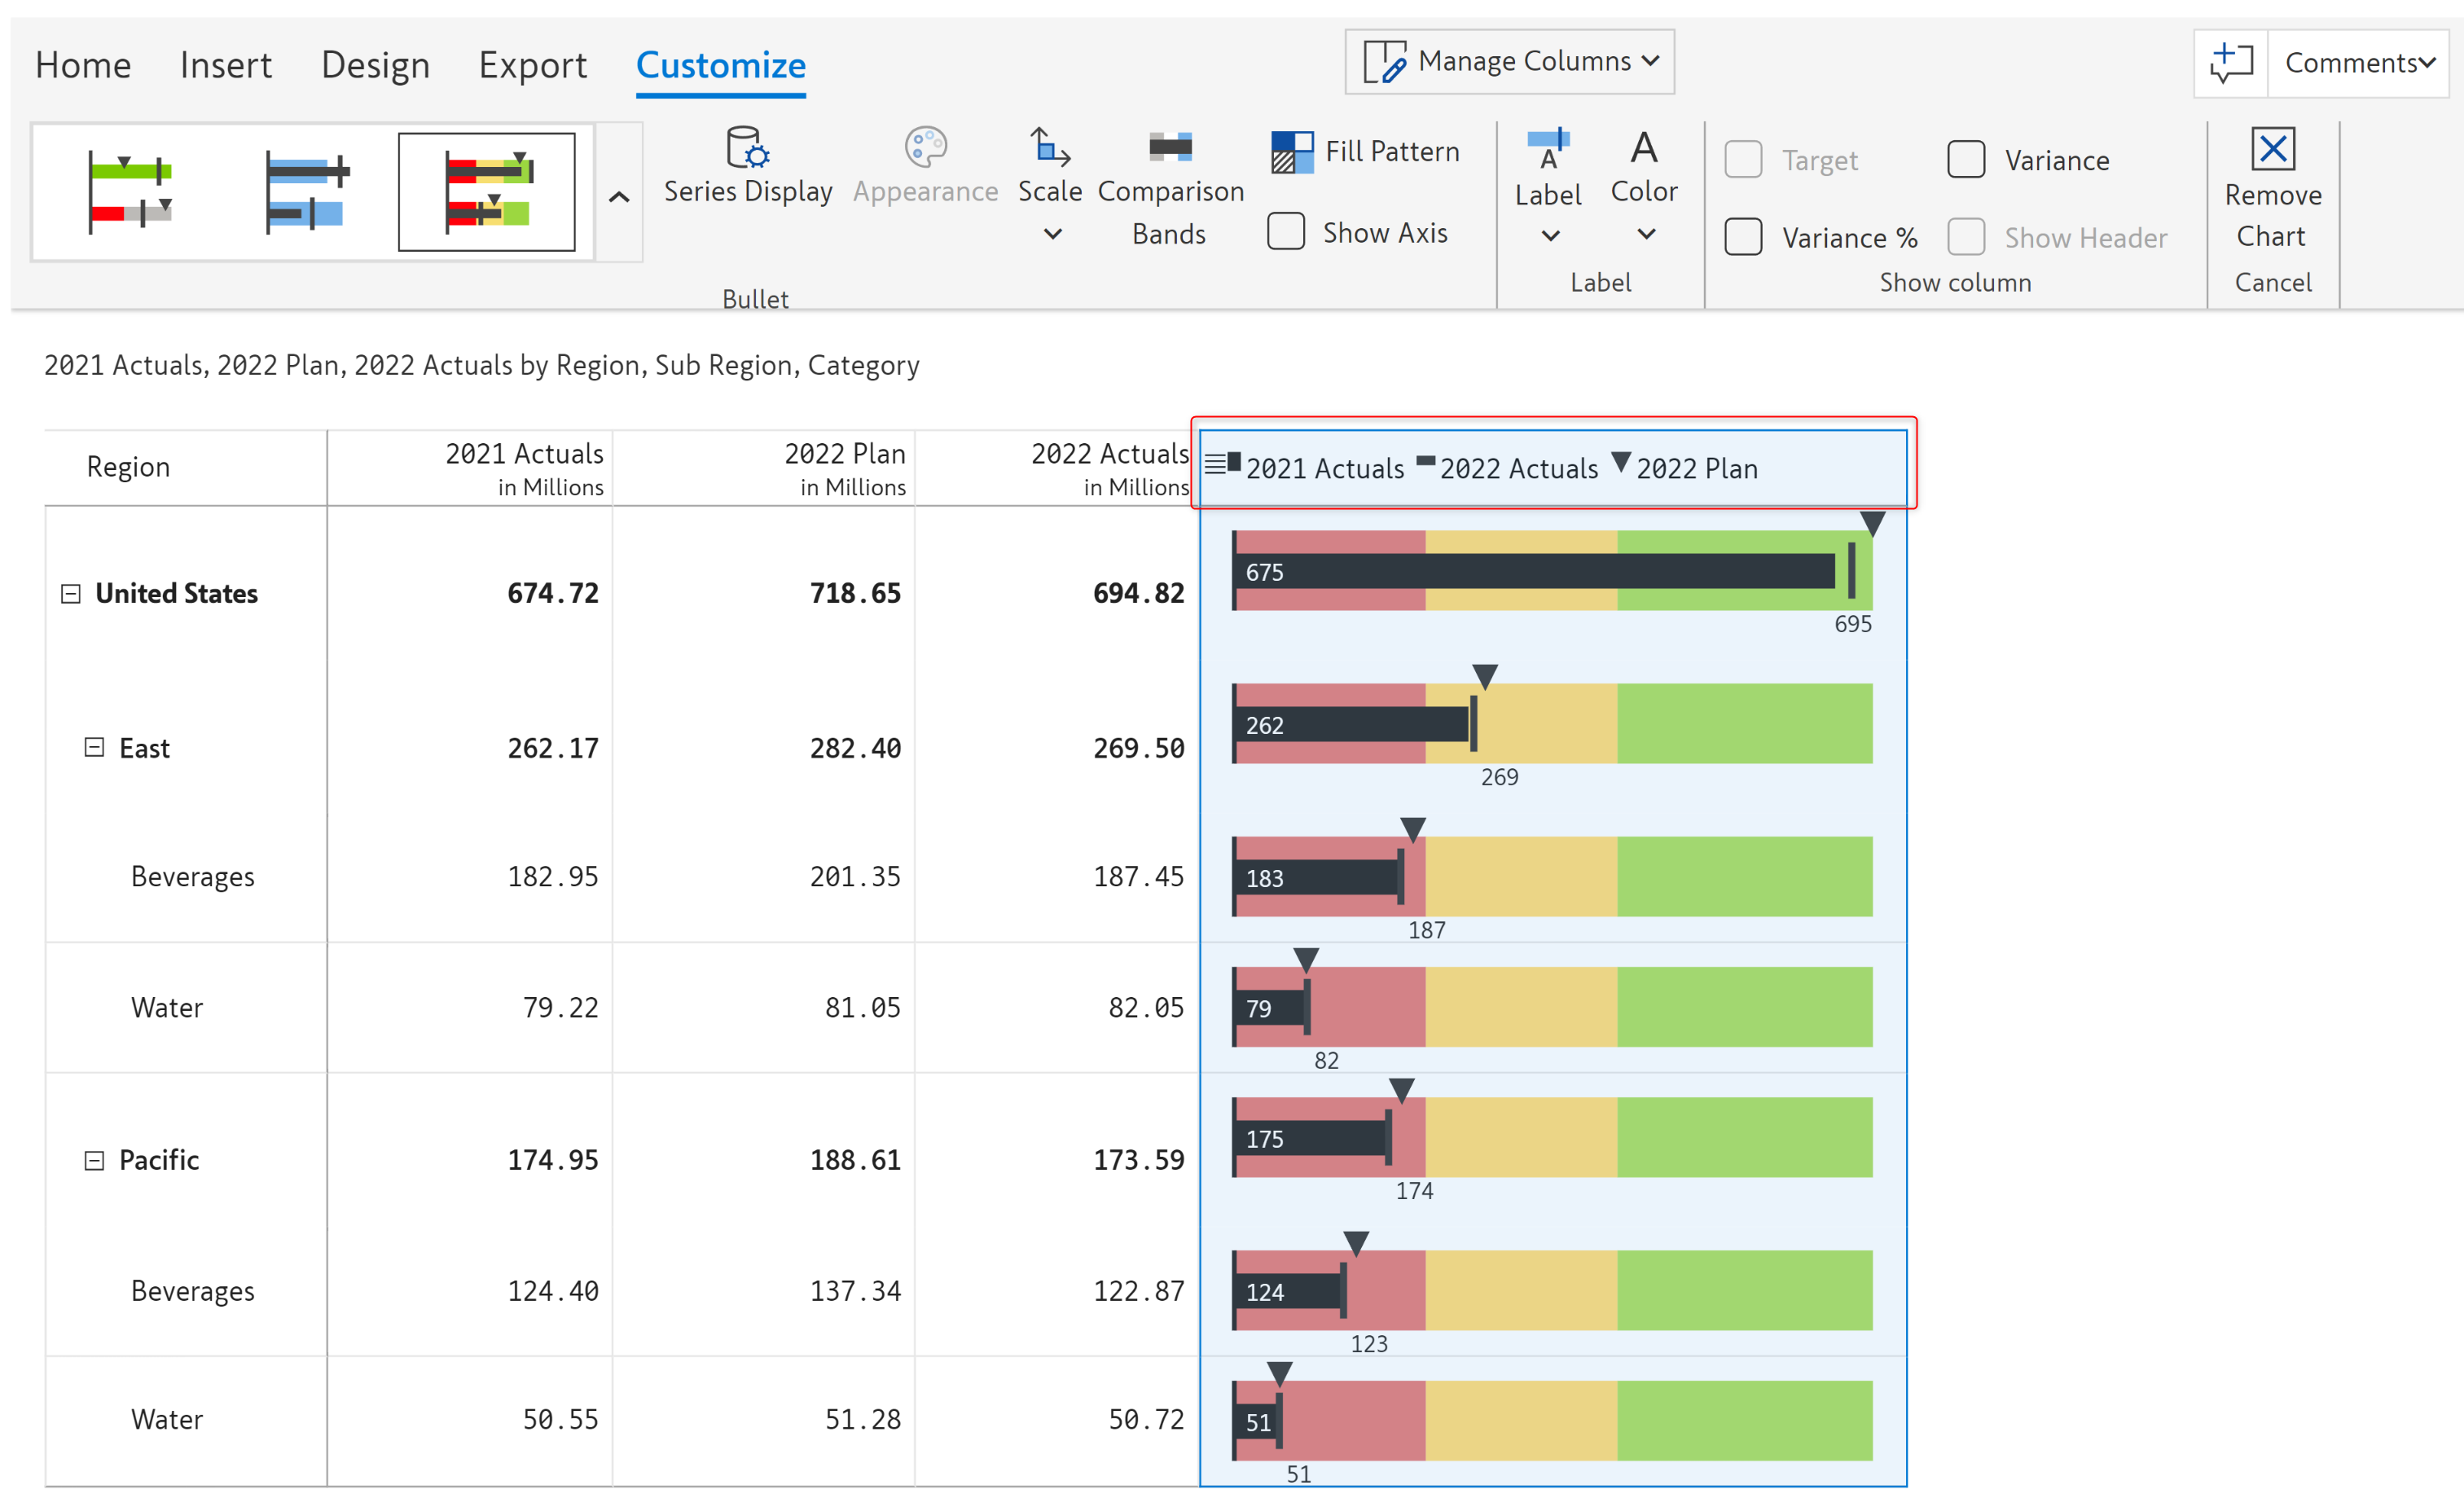 Home Insert Design Export Customize Manage Columns Comments
Series Display Appearance Scale Comparison Bands Fill Pattern Show Axis Label Color Target Variance Variance % Show Header Remove Chart
Bullet Label Show column Cancel
2021 Actuals, 2022 Plan, 2022 Actuals by Region, Sub Region, Category
Region 2021 Actuals in Millions 2022 Plan in Millions 2022 Actuals in Millions 2021 Actuals 2022 Actuals 2022 Plan
United States 674.72 718.65 694.82 675
695
East 262.17 282.40 269.50 262
269
Beverages 182.95 201.35 187.45 183
187
Water 79.22 81.05 82.05 79
82
Pacific 174.95 188.61 173.59 175
174
Beverages 124.40 137.34 122.87 124
123
Water 50.55 51.28 50.72 51
51